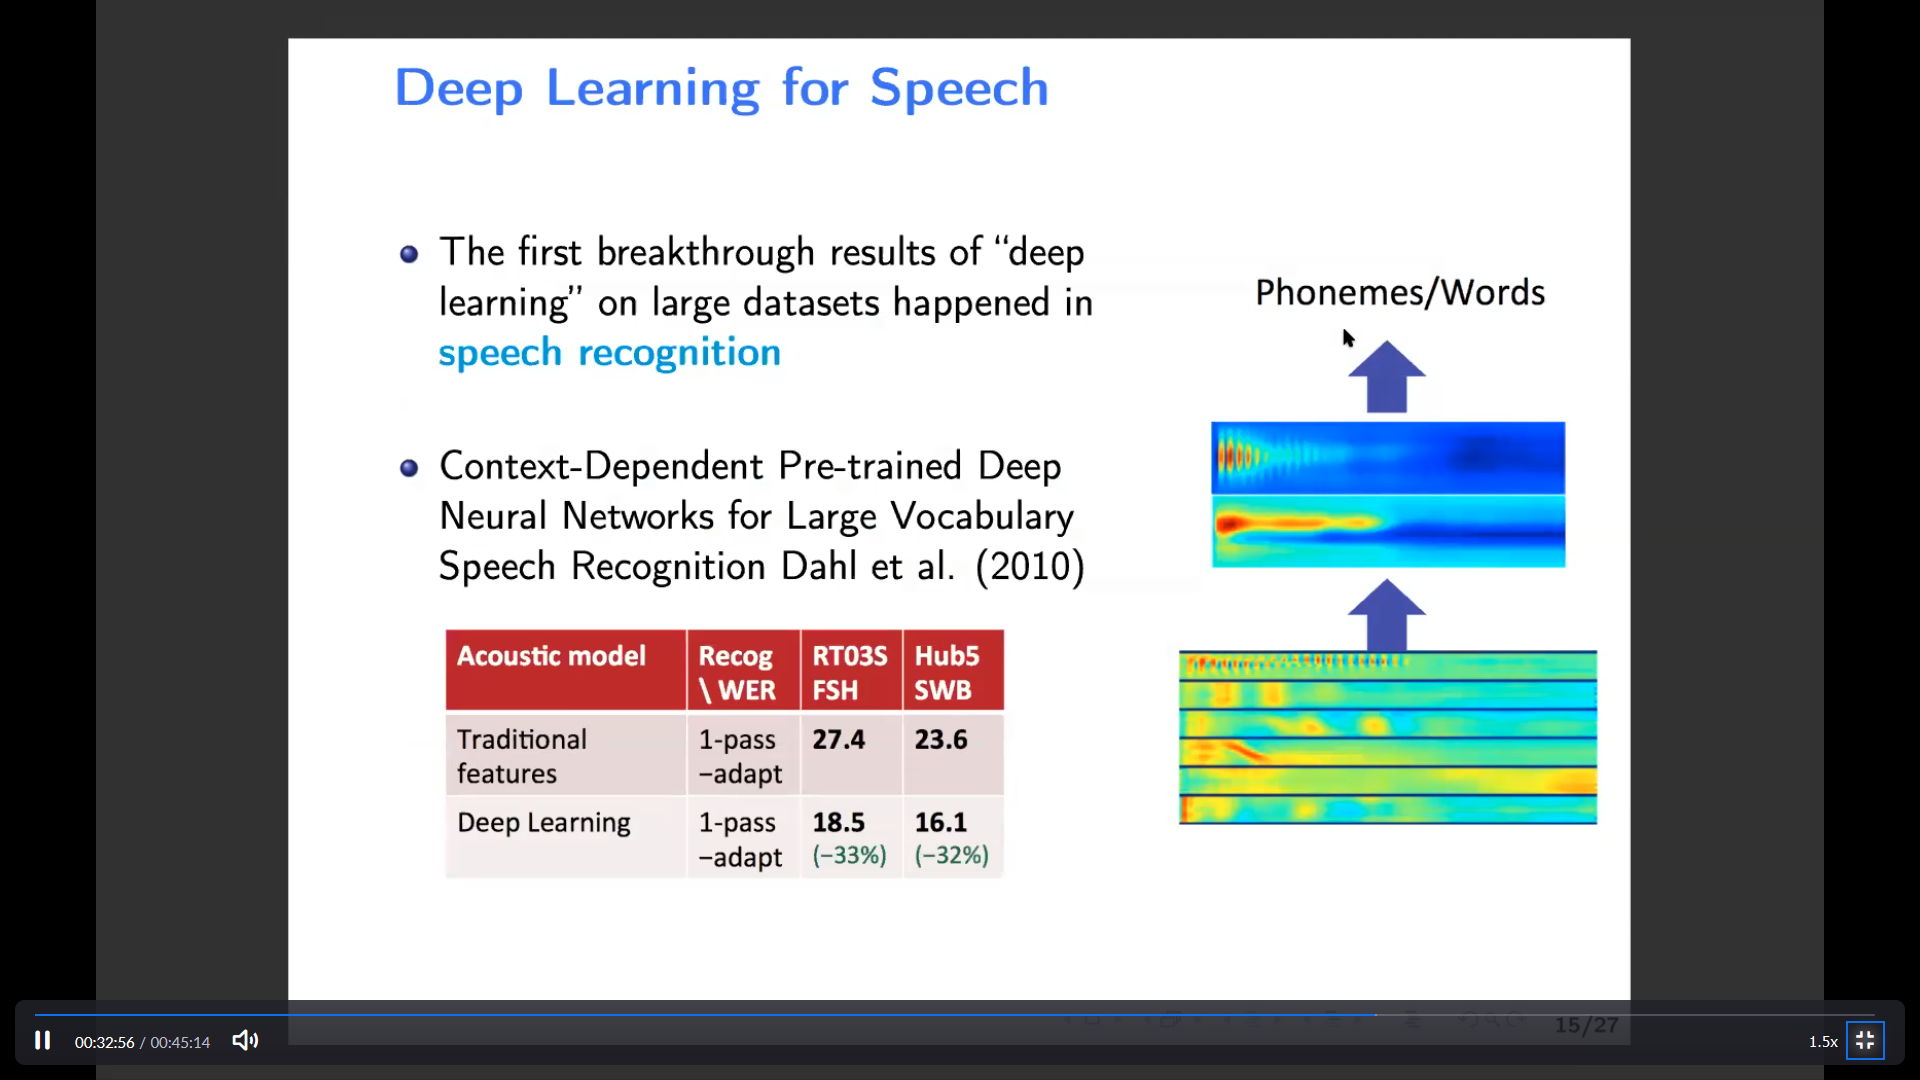 Deep Learning for Speech
The first breakthrough results of “deep
learning” on large datasets happened in
speech recognition
Context-Dependent Pre-trained Deep
Neural Networks for Large Vocabulary
Speech Recognition Dahl et al. (2010)
Acoustic model | Recog \ WER | RT03S FSH | Hub5 SWB
Traditional features | 1-pass −adapt | 27.4 | 23.6
Deep Learning | 1-pass −adapt | 18.5 (−33%) | 16.1 (−32%)
Phonemes/Words
15/27
00:32:56 / 00:45:14
1.5x